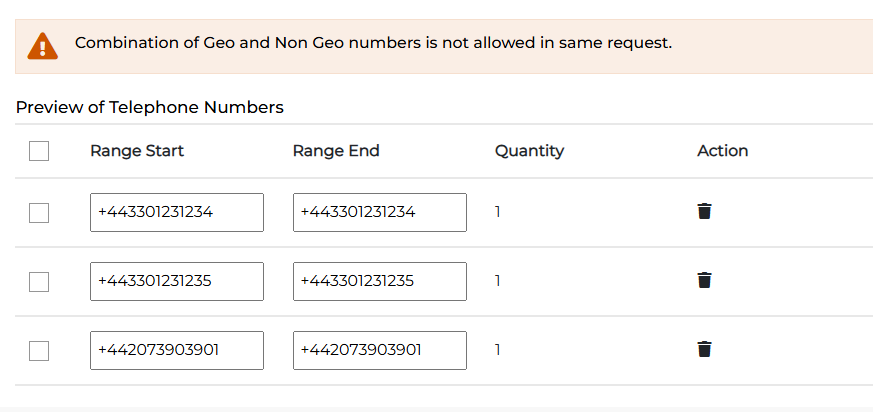 Combination of Geo and Non Geo numbers is not allowed in same request.
Preview of Telephone Numbers
Range Start Range End Quantity Action
+443301231234 +443301231234 1
+443301231235 +443301231235 1
+442073903901 +442073903901 1